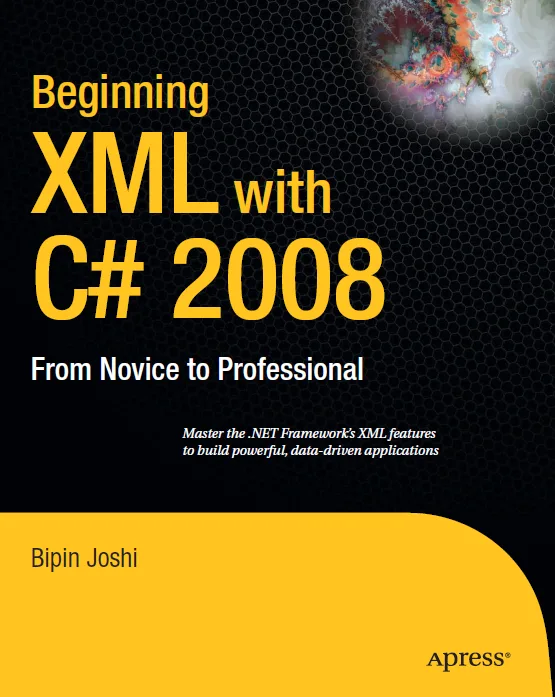 Beginning
XML with
C# 2008
From Novice to Professional
Master the .NET Framework's XML features
to build powerful, data-driven applications
Bipin Joshi
Apress®